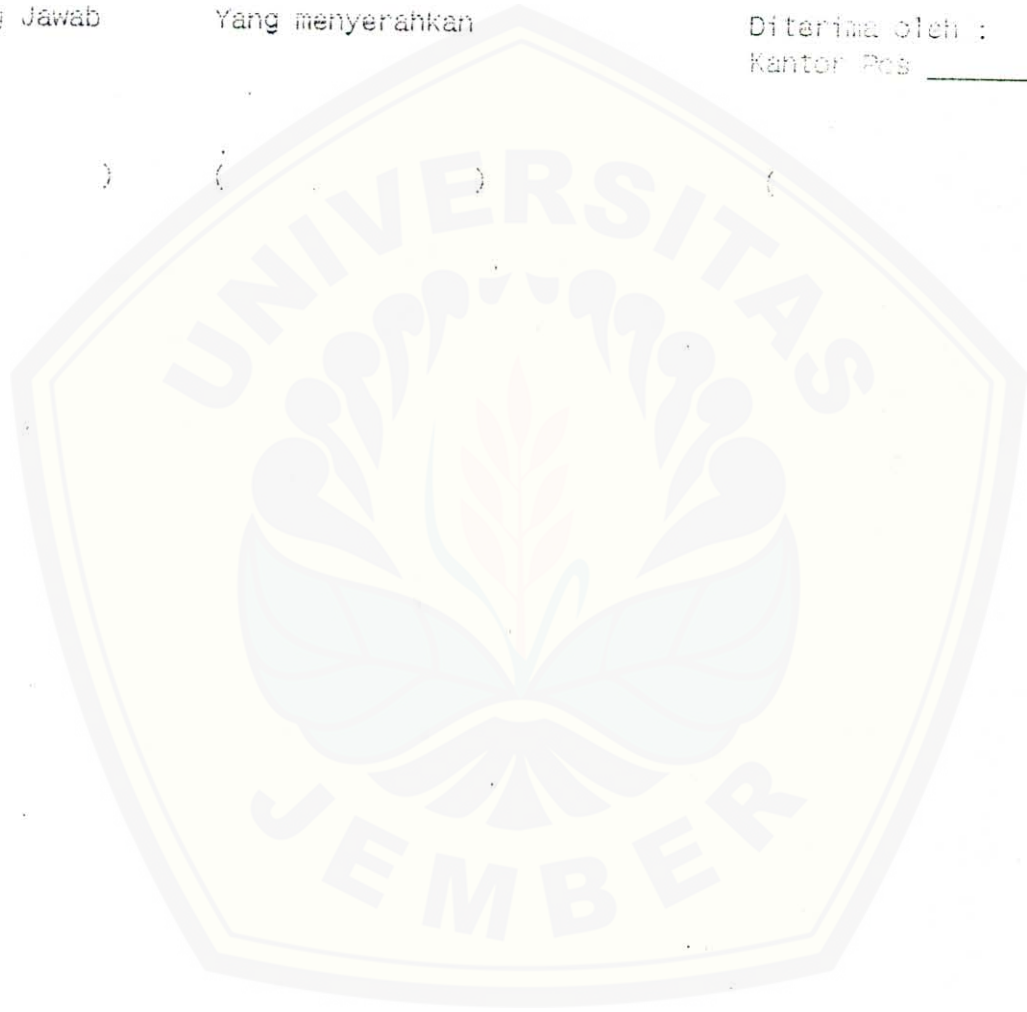 Jawab Yang menyerahkan Diterima oleh :
Kantor Pos
) ( ) (
UNIVERSITAS
JEMBER